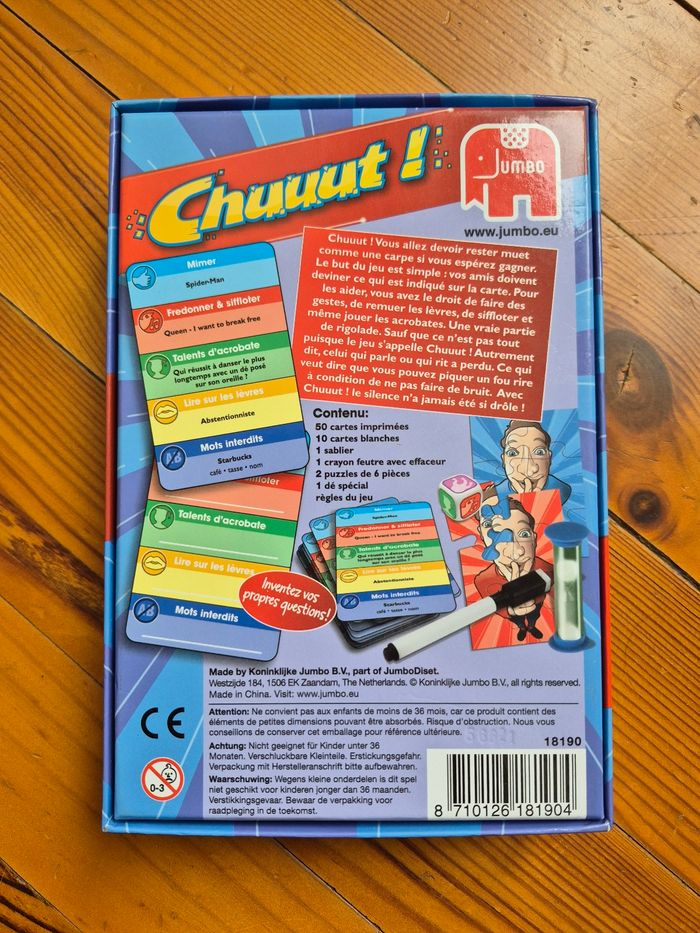 Chuuut !
JUMBO
www.jumbo.eu
Mimer
Spider-Man
Fredonner & siffloter
Queen - I want to break free
Talents d'acrobate
Qui réussit à danser le plus
longtemps avec un dé posé
sur son oreille ?
Lire sur les lèvres
Abstentionniste
Mots interdits
Starbucks
café • tasse • nom
Chuuut ! Vous allez devoir rester muet
comme une carpe si vous espérez gagner.
Le but du jeu est simple : vos amis doivent
deviner ce qui est indiqué sur la carte. Pour
les aider, vous avez le droit de faire des
gestes, de remuer les lèvres, de siffloter et
même jouer les acrobates. Une vraie partie
de rigolade. Sauf que ce n'est pas tout
puisque le jeu s'appelle Chuuut ! Autrement
dit, celui qui parle ou qui rit a perdu. Ce qui
veut dire que vous pouvez piquer un fou rire
à condition de ne pas faire de bruit. Avec
Chuuut ! le silence n'a jamais été si drôle !
Contenu:
50 cartes imprimées
10 cartes blanches
1 sablier
1 crayon feutre avec effaceur
2 puzzles de 6 pièces
1 dé spécial
règles du jeu
siffloter
Talents d'acrobate
Lire sur les lèvres
Mots interdits
Inventez vos
propres questions !
Mimer
Spider-Man
Fredonner & siffloter
Queen - I want to break free
Talents d'acrobate
Qui réussit à danser le plus
longtemps avec un dé posé
sur son oreille ?
Lire sur les lèvres
Abstentionniste
Mots interdits
Starbucks
café • tasse • nom
Made by Koninklijke Jumbo B.V., part of JumboDiset.
Westzijde 184, 1506 EK Zaandam, The Netherlands. © Koninklijke Jumbo B.V., all rights reserved.
Made in China. Visit: www.jumbo.eu
CE
Attention: Ne convient pas aux enfants de moins de 36 mois, car ce produit contient des
éléments de petites dimensions pouvant être absorbés. Risque d'obstruction. Nous vous
conseillons de conserver cet emballage pour référence ultérieure.
18190
Achtung: Nicht geeignet für Kinder unter 36
Monaten. Verschluckbare Kleinteile. Erstickungsgefahr.
Verpackung mit Herstelleranschrift bitte aufbewahren.
0-3
Waarschuwing: Wegens kleine onderdelen is dit spel
niet geschikt voor kinderen jonger dan 36 maanden.
Verstikkingsgevaar. Bewaar de verpakking voor
raadpleging in de toekomst.
8 710126 181904